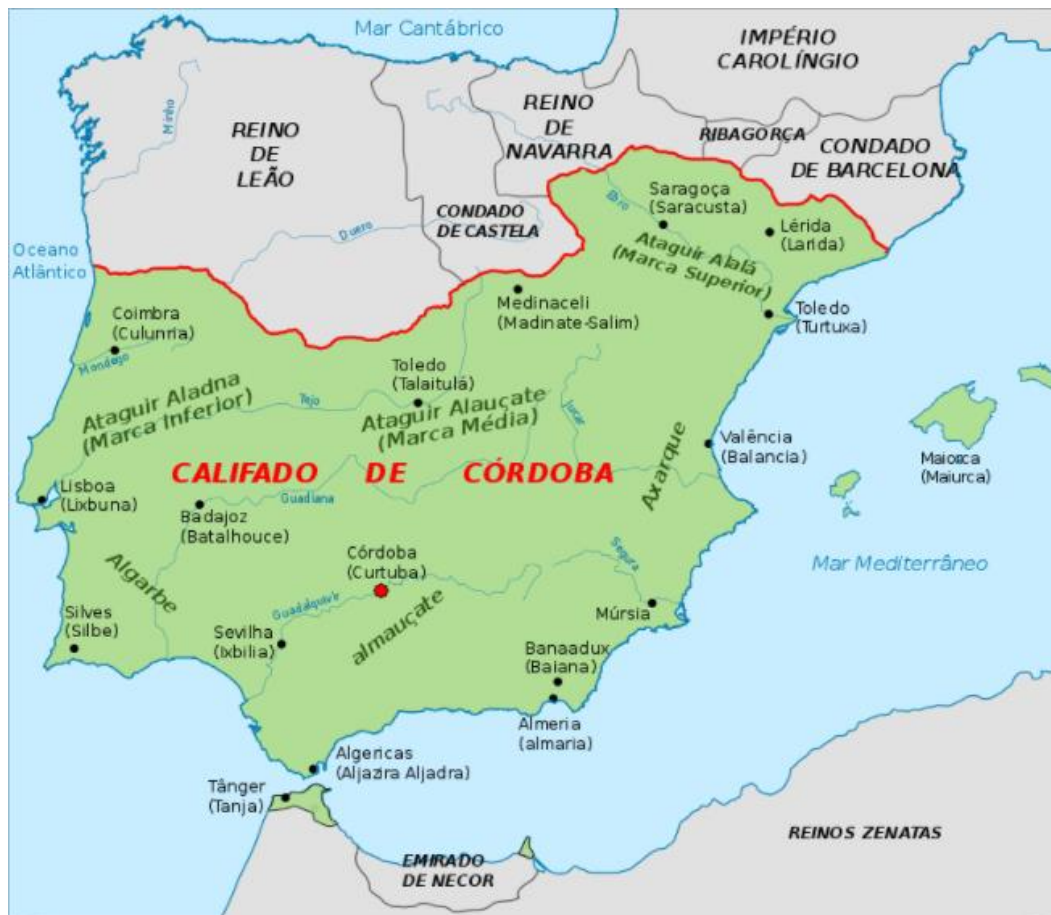 Mar Cantábrico
IMPÉRIO
CAROLÍNGIO
REINO
DE
LEÃO
Minho
REINO
DE
NAVARRA
RIBAGORÇA
CONDADO
DE BARCELONA
CONDADO
DE CASTELA
Duero
Ebro
Saragoça
(Saracusta)
Lérida
(Larida)
Ataguir Alalá
(Marca Superior)
Oceano
Atlântico
Coimbra
(Culunria)
Mondego
Medinaceli
(Madinate-Salim)
Toledo
(Turtuxa)
Toledo
(Talaitulá)
Tejo
Ataguir Aladna
(Marca Inferior)
Ataguir Alauçate
(Marca Média)
Jucar
Axarque
Valência
(Balancia)
Maiorca
(Maiurca)
CALIFADO DE CÓRDOBA
Lisboa
(Lixbuna)
Badajoz
(Batalhouce)
Guadiana
Mar Mediterrâneo
Algarbe
Córdoba
(Curtuba)
Segura
Guadalquivir
almauçate
Múrsia
Silves
(Silbe)
Sevilha
(Ixbilia)
Banaadux
(Baiana)
Almeria
(almaria)
Algericas
(Aljazira Aljadra)
Tânger
(Tanja)
EMIRADO
DE NECOR
REINOS ZENATAS